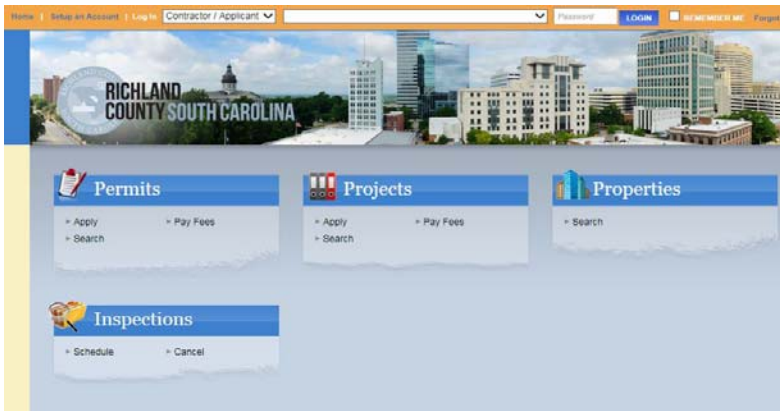 Home | Setup an Account | Log In Contractor / Applicant Password LOGIN REMEMBER ME Forgot
RICHLAND
COUNTY SOUTH CAROLINA
Permits
Apply Pay Fees
Search
Projects
Apply Pay Fees
Search
Properties
Search
Inspections
Schedule Cancel